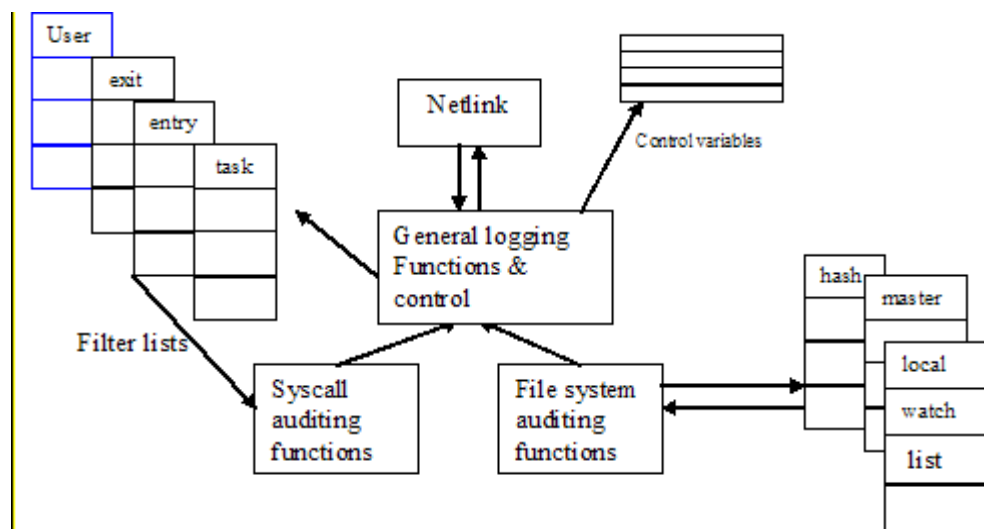 User
exit
entry
task
Filter lists
Netlink
Control variables
General logging
Functions &
control
Syscall
auditing
functions
File system
auditing
functions
hash
master
local
watch
list